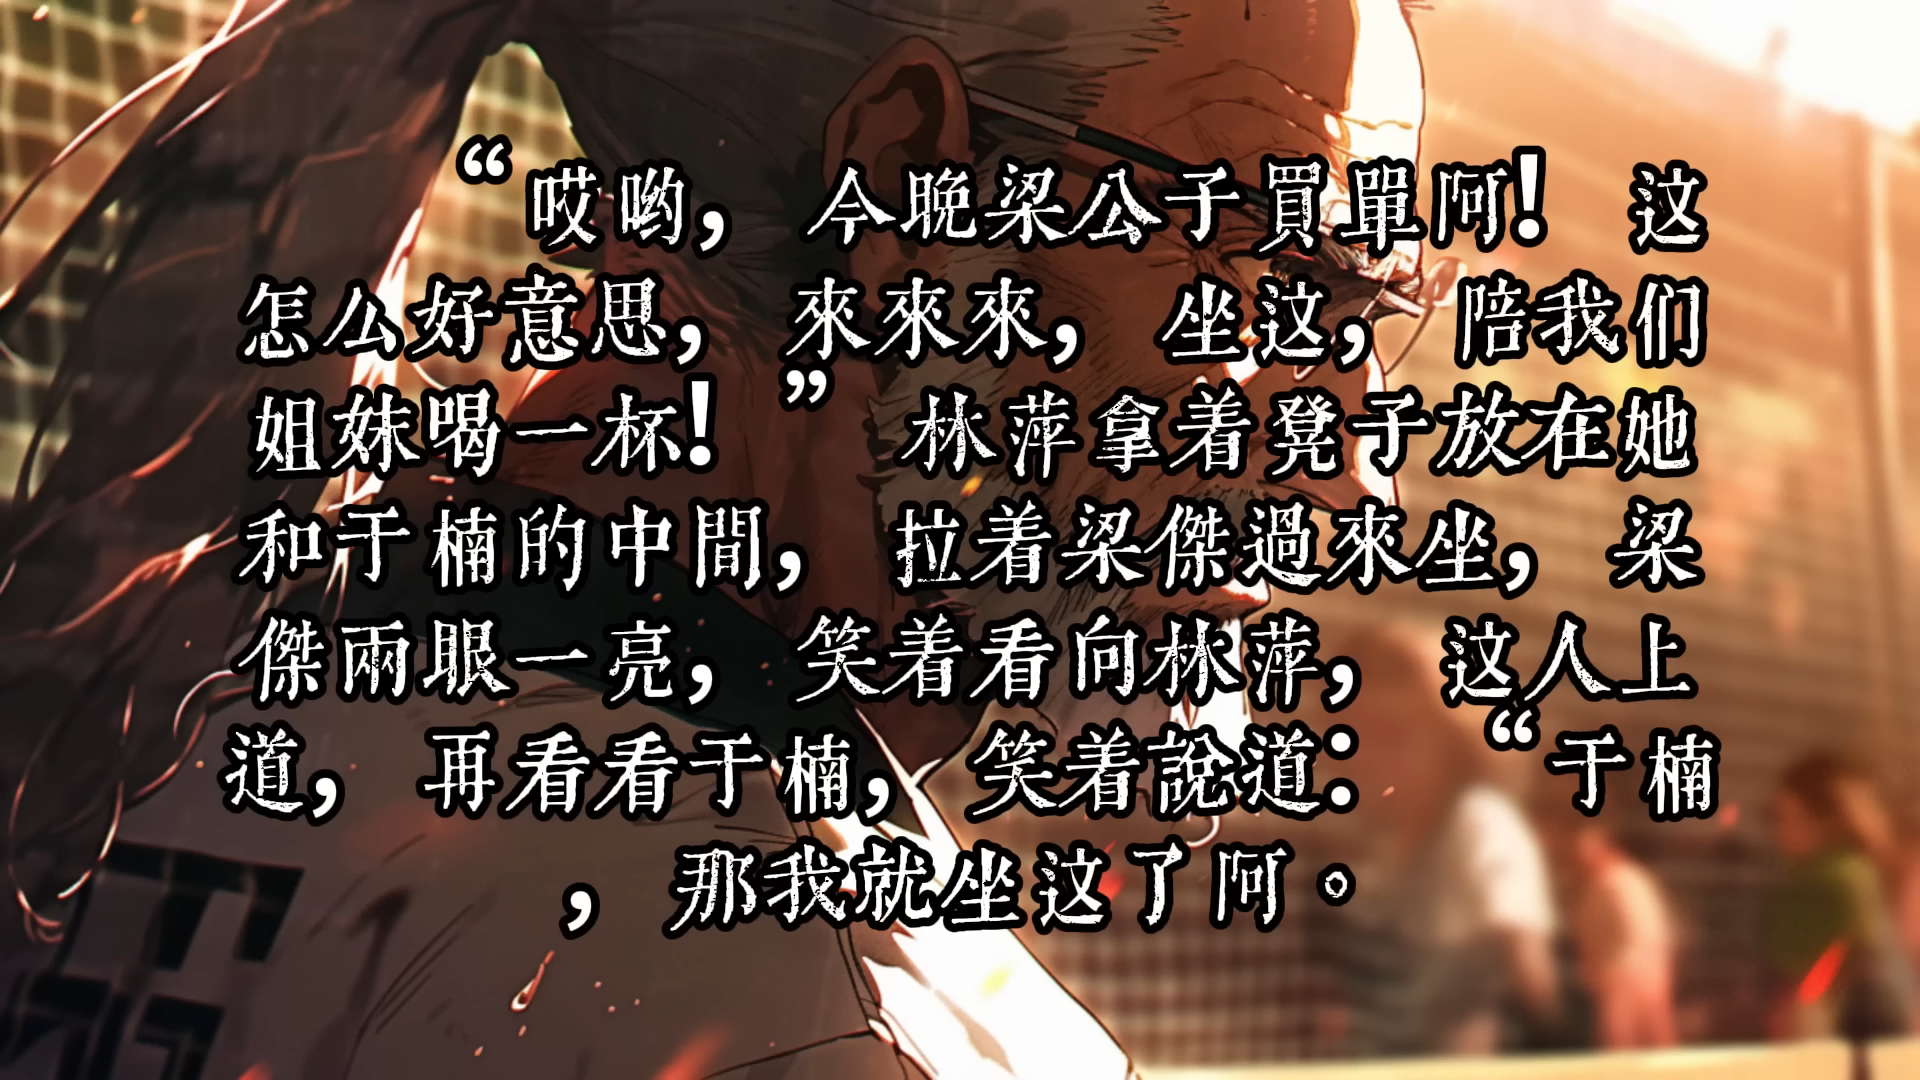 “哎哟，今晚梁公子買單阿！这
怎么好意思，來來來，坐这，陪我们
姐妹喝一杯！”林萍拿着凳子放在她
和于楠的中間，拉着梁傑過來坐，梁
傑兩眼一亮，笑着看向林萍，这人上
道，再看看于楠，笑着說道：“于楠
，那我就坐这了阿。